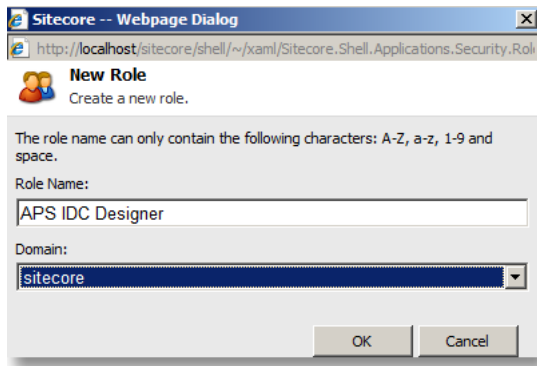 Sitecore -- Webpage Dialog
http://localhost/sitecore/shell/~/xaml/Sitecore.Shell.Applications.Security.Role
New Role
Create a new role.
The role name can only contain the following characters: A-Z, a-z, 1-9 and
space.
Role Name:
APS IDC Designer
Domain:
sitecore
OK Cancel